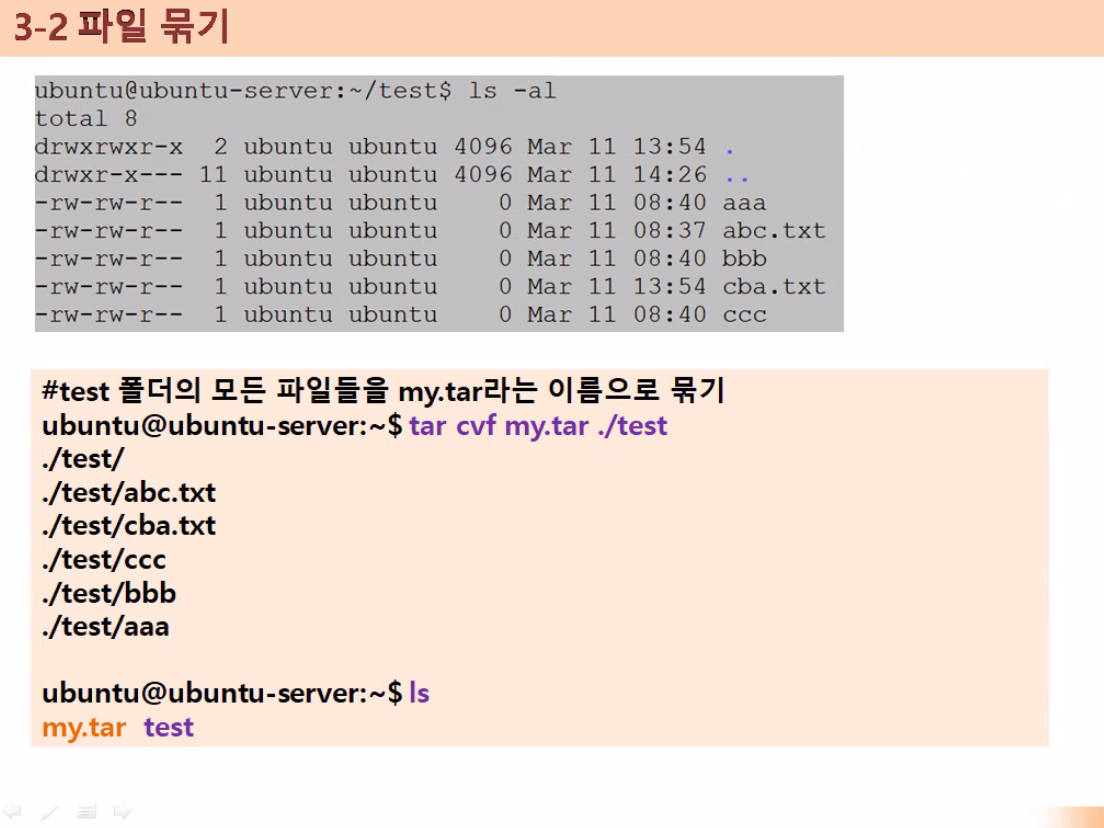 3-2 파일 묶기
ubuntu@ubuntu-server:~/test$ ls -al
total 8
drwxrwxr-x  2 ubuntu ubuntu 4096 Mar 11 13:54 .
drwxr-x--- 11 ubuntu ubuntu 4096 Mar 11 14:26 ..
-rw-rw-r--  1 ubuntu ubuntu    0 Mar 11 08:40 aaa
-rw-rw-r--  1 ubuntu ubuntu    0 Mar 11 08:37 abc.txt
-rw-rw-r--  1 ubuntu ubuntu    0 Mar 11 08:40 bbb
-rw-rw-r--  1 ubuntu ubuntu    0 Mar 11 13:54 cba.txt
-rw-rw-r--  1 ubuntu ubuntu    0 Mar 11 08:40 ccc
#test 폴더의 모든 파일들을 my.tar라는 이름으로 묶기
ubuntu@ubuntu-server:~$ tar cvf my.tar ./test
./test/
./test/abc.txt
./test/cba.txt
./test/ccc
./test/bbb
./test/aaa
ubuntu@ubuntu-server:~$ ls
my.tar  test